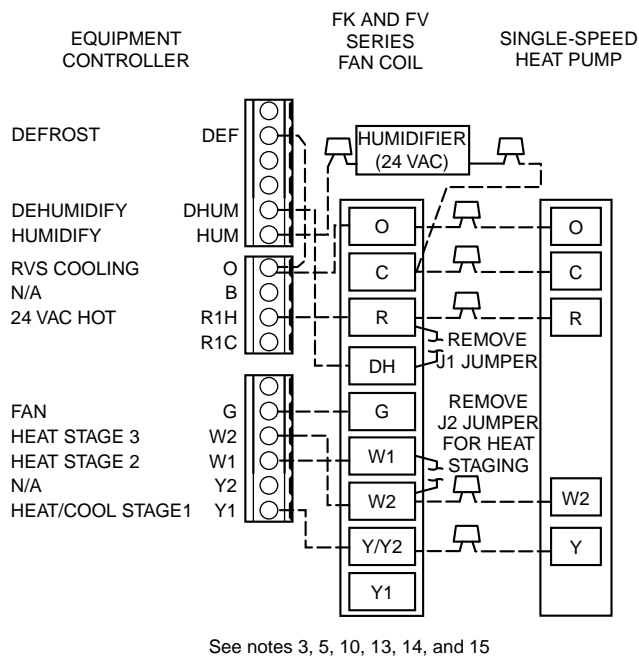 EQUIPMENT
CONTROLLER
FK AND FV
SERIES
FAN COIL
SINGLE-SPEED
HEAT PUMP
DEFROST DEF
HUMIDIFIER
(24 VAC)
DEHUMIDIFY DHUM
HUMIDIFY HUM
RVS COOLING O
N/A B
24 VAC HOT R1H
R1C
FAN G
HEAT STAGE 3 W2
HEAT STAGE 2 W1
N/A Y2
HEAT/COOL STAGE1 Y1
O
C
R
DH
G
W1
W2
Y/Y2
Y1
REMOVE
J1 JUMPER
REMOVE
J2 JUMPER
FOR HEAT
STAGING
O
C
R
W2
Y
See notes 3, 5, 10, 13, 14, and 15